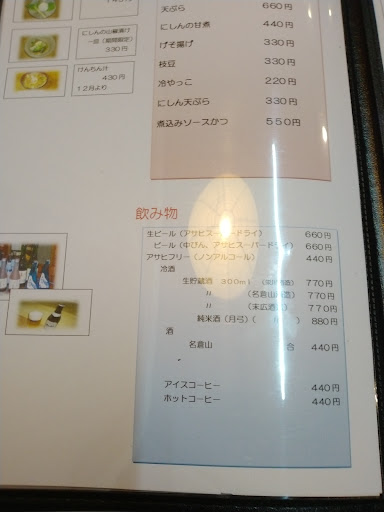 にしんの山椒漬け
一皿（期間限定）
330円
けんちん汁
430円
12月より
天ぷら 660円
にしんの甘煮 440円
げそ揚げ 330円
枝豆 330円
冷やっこ 220円
にしん天ぷら 330円
煮込みソースかつ 550円
飲み物
生ビール（アサヒスーパードライ） 660円
ビール（中びん、アサヒスーパードライ） 660円
アサヒフリー（ノンアルコール） 440円
冷酒
生貯蔵酒 300ml 770円
〃 （名倉山酒造） 770円
〃 （末広酒造） 770円
純米酒（月弓） 880円
酒
名倉山 合 440円
アイスコーヒー 440円
ホットコーヒー 440円